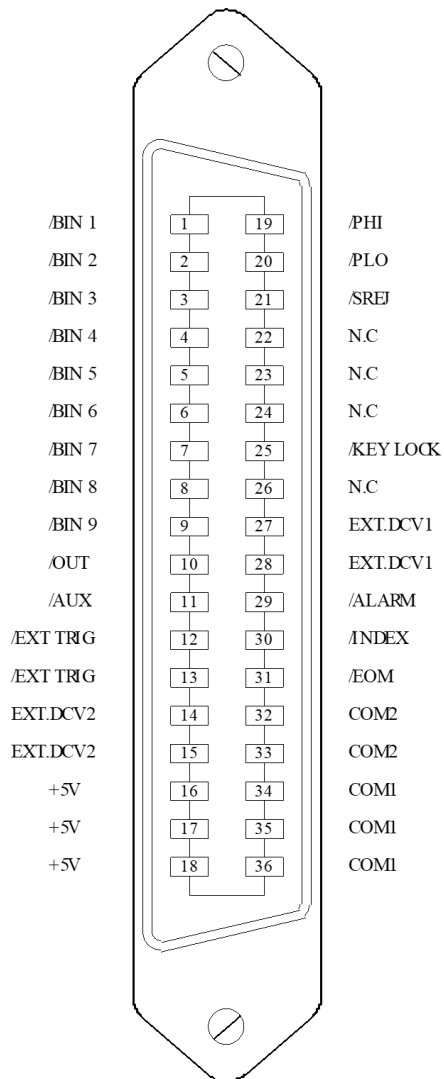 /BIN 1 1 19 /PHI
/BIN 2 2 20 /PLO
/BIN 3 3 21 /SREJ
/BIN 4 4 22 N.C
/BIN 5 5 23 N.C
/BIN 6 6 24 N.C
/BIN 7 7 25 /KEY LOCK
/BIN 8 8 26 N.C
/BIN 9 9 27 EXT.DCV1
/OUT 10 28 EXT.DCV1
/AUX 11 29 /ALARM
/EXT TRIG 12 30 /INDEX
/EXT TRIG 13 31 /EOM
EXT.DCV2 14 32 COM2
EXT.DCV2 15 33 COM2
+5V 16 34 COM1
+5V 17 35 COM1
+5V 18 36 COM1